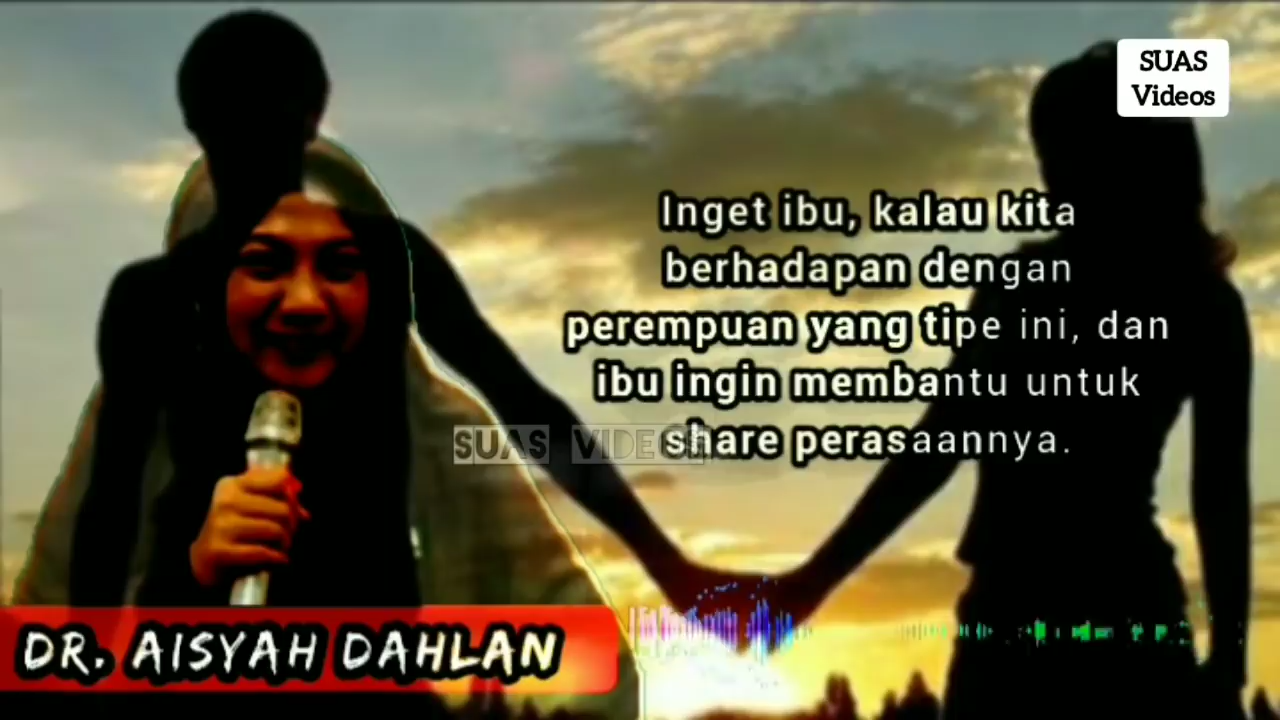 SUAS
Videos
Inget ibu, kalau kita
berhadapan dengan
perempuan yang tipe ini, dan
ibu ingin membantu untuk
share perasaannya.
SUAS VIDEOS
DR. AISYAH DAHLAN